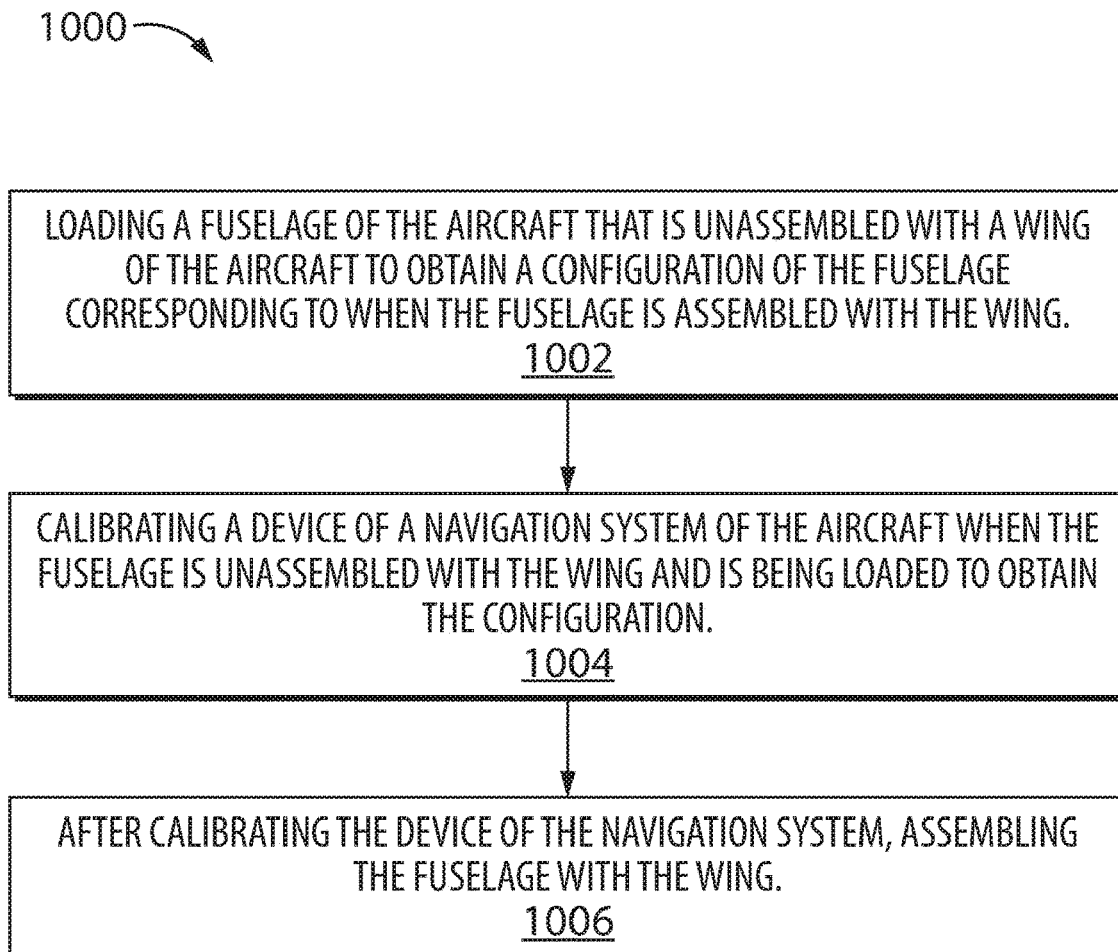 1000
LOADING A FUSELAGE OF THE AIRCRAFT THAT IS UNASSEMBLED WITH A WING
OF THE AIRCRAFT TO OBTAIN A CONFIGURATION OF THE FUSELAGE
CORRESPONDING TO WHEN THE FUSELAGE IS ASSEMBLED WITH THE WING.
1002
CALIBRATING A DEVICE OF A NAVIGATION SYSTEM OF THE AIRCRAFT WHEN THE
FUSELAGE IS UNASSEMBLED WITH THE WING AND IS BEING LOADED TO OBTAIN
THE CONFIGURATION.
1004
AFTER CALIBRATING THE DEVICE OF THE NAVIGATION SYSTEM, ASSEMBLING
THE FUSELAGE WITH THE WING.
1006